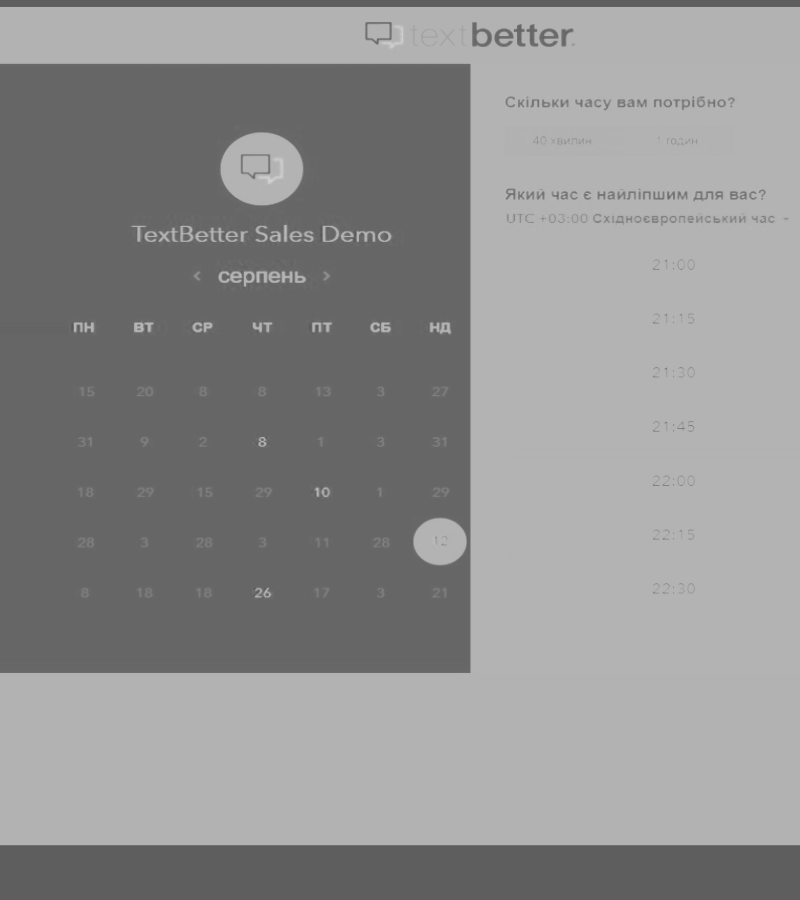 textbetter.
TextBetter Sales Demo
< серпень >
ПН ВТ СР ЧТ ПТ СБ НД
15 20 8 8 13 3 27
31 9 2 8 1 3 31
18 29 15 29 10 1 29
28 3 28 3 11 28 12
8 18 18 26 17 3 21
Скільки часу вам потрібно?
40 хвилин 1 годин
Який час є найліпшим для вас?
UTC +03:00 Східноєвропейський час
21:00
21:15
21:30
21:45
22:00
22:15
22:30